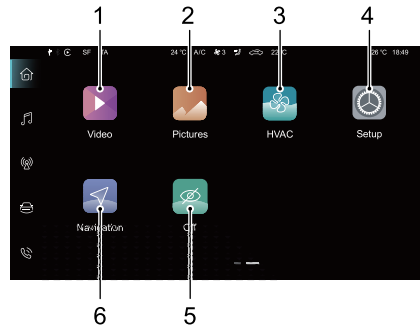 1 2 3 4
SF TA 24 °C A/C 3 22 °C 26 °C 18:49
Video Pictures HVAC Setup
Navigation Off
6 5